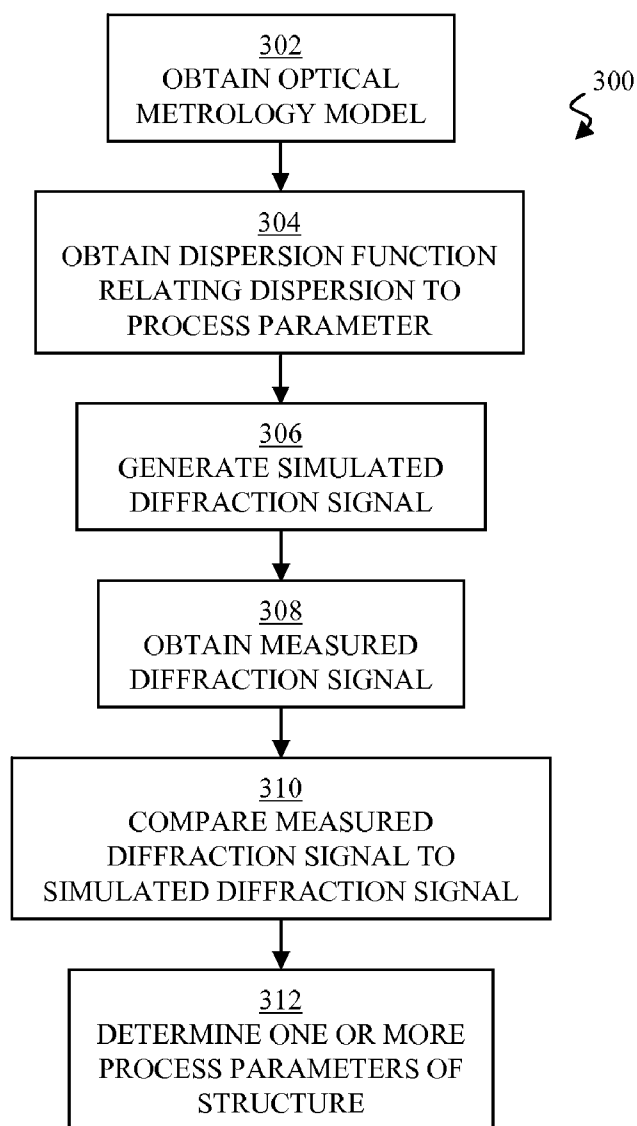 302
OBTAIN OPTICAL
METROLOGY MODEL
300
304
OBTAIN DISPERSION FUNCTION
RELATING DISPERSION TO
PROCESS PARAMETER
306
GENERATE SIMULATED
DIFFRACTION SIGNAL
308
OBTAIN MEASURED
DIFFRACTION SIGNAL
310
COMPARE MEASURED
DIFFRACTION SIGNAL TO
SIMULATED DIFFRACTION SIGNAL
312
DETERMINE ONE OR MORE
PROCESS PARAMETERS OF
STRUCTURE